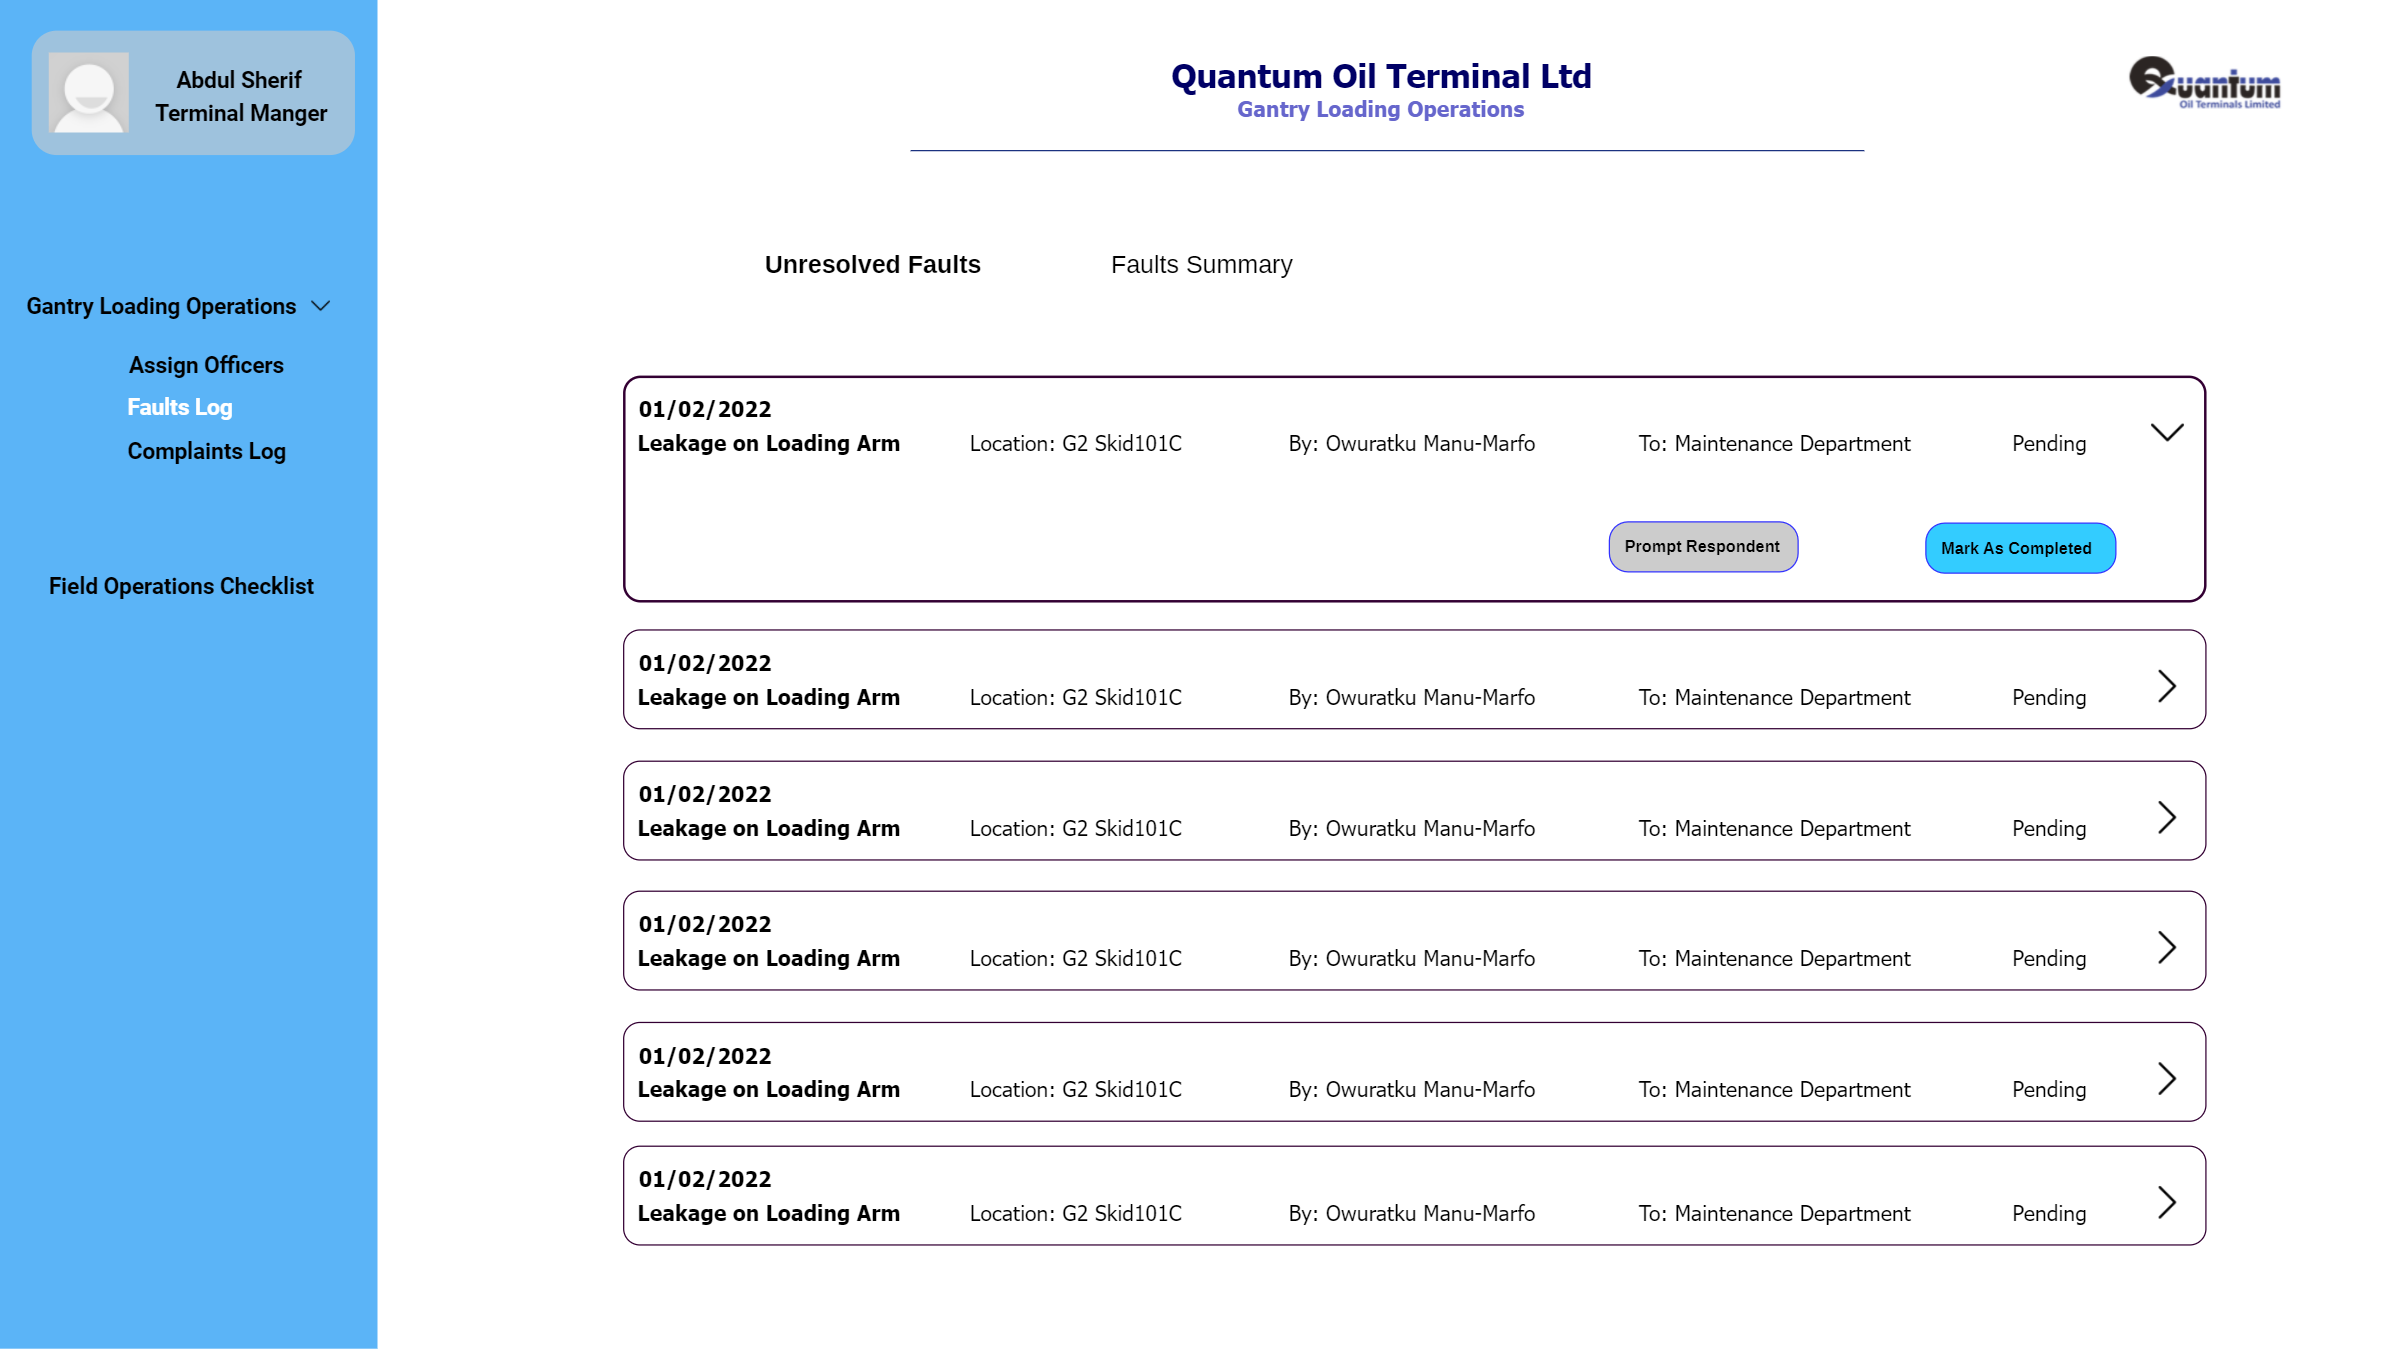 Abdul Sherif
Terminal Manger
Gantry Loading Operations
Assign Officers
Faults Log
Complaints Log
Field Operations Checklist
Quantum Oil Terminal Ltd
Gantry Loading Operations
Quantum
Oil Terminals Limited
Unresolved Faults Faults Summary
01/02/2022
Leakage on Loading Arm Location: G2 Skid101C By: Owuratku Manu-Marfo To: Maintenance Department Pending
Prompt Respondent Mark As Completed
01/02/2022
Leakage on Loading Arm Location: G2 Skid101C By: Owuratku Manu-Marfo To: Maintenance Department Pending
01/02/2022
Leakage on Loading Arm Location: G2 Skid101C By: Owuratku Manu-Marfo To: Maintenance Department Pending
01/02/2022
Leakage on Loading Arm Location: G2 Skid101C By: Owuratku Manu-Marfo To: Maintenance Department Pending
01/02/2022
Leakage on Loading Arm Location: G2 Skid101C By: Owuratku Manu-Marfo To: Maintenance Department Pending
01/02/2022
Leakage on Loading Arm Location: G2 Skid101C By: Owuratku Manu-Marfo To: Maintenance Department Pending